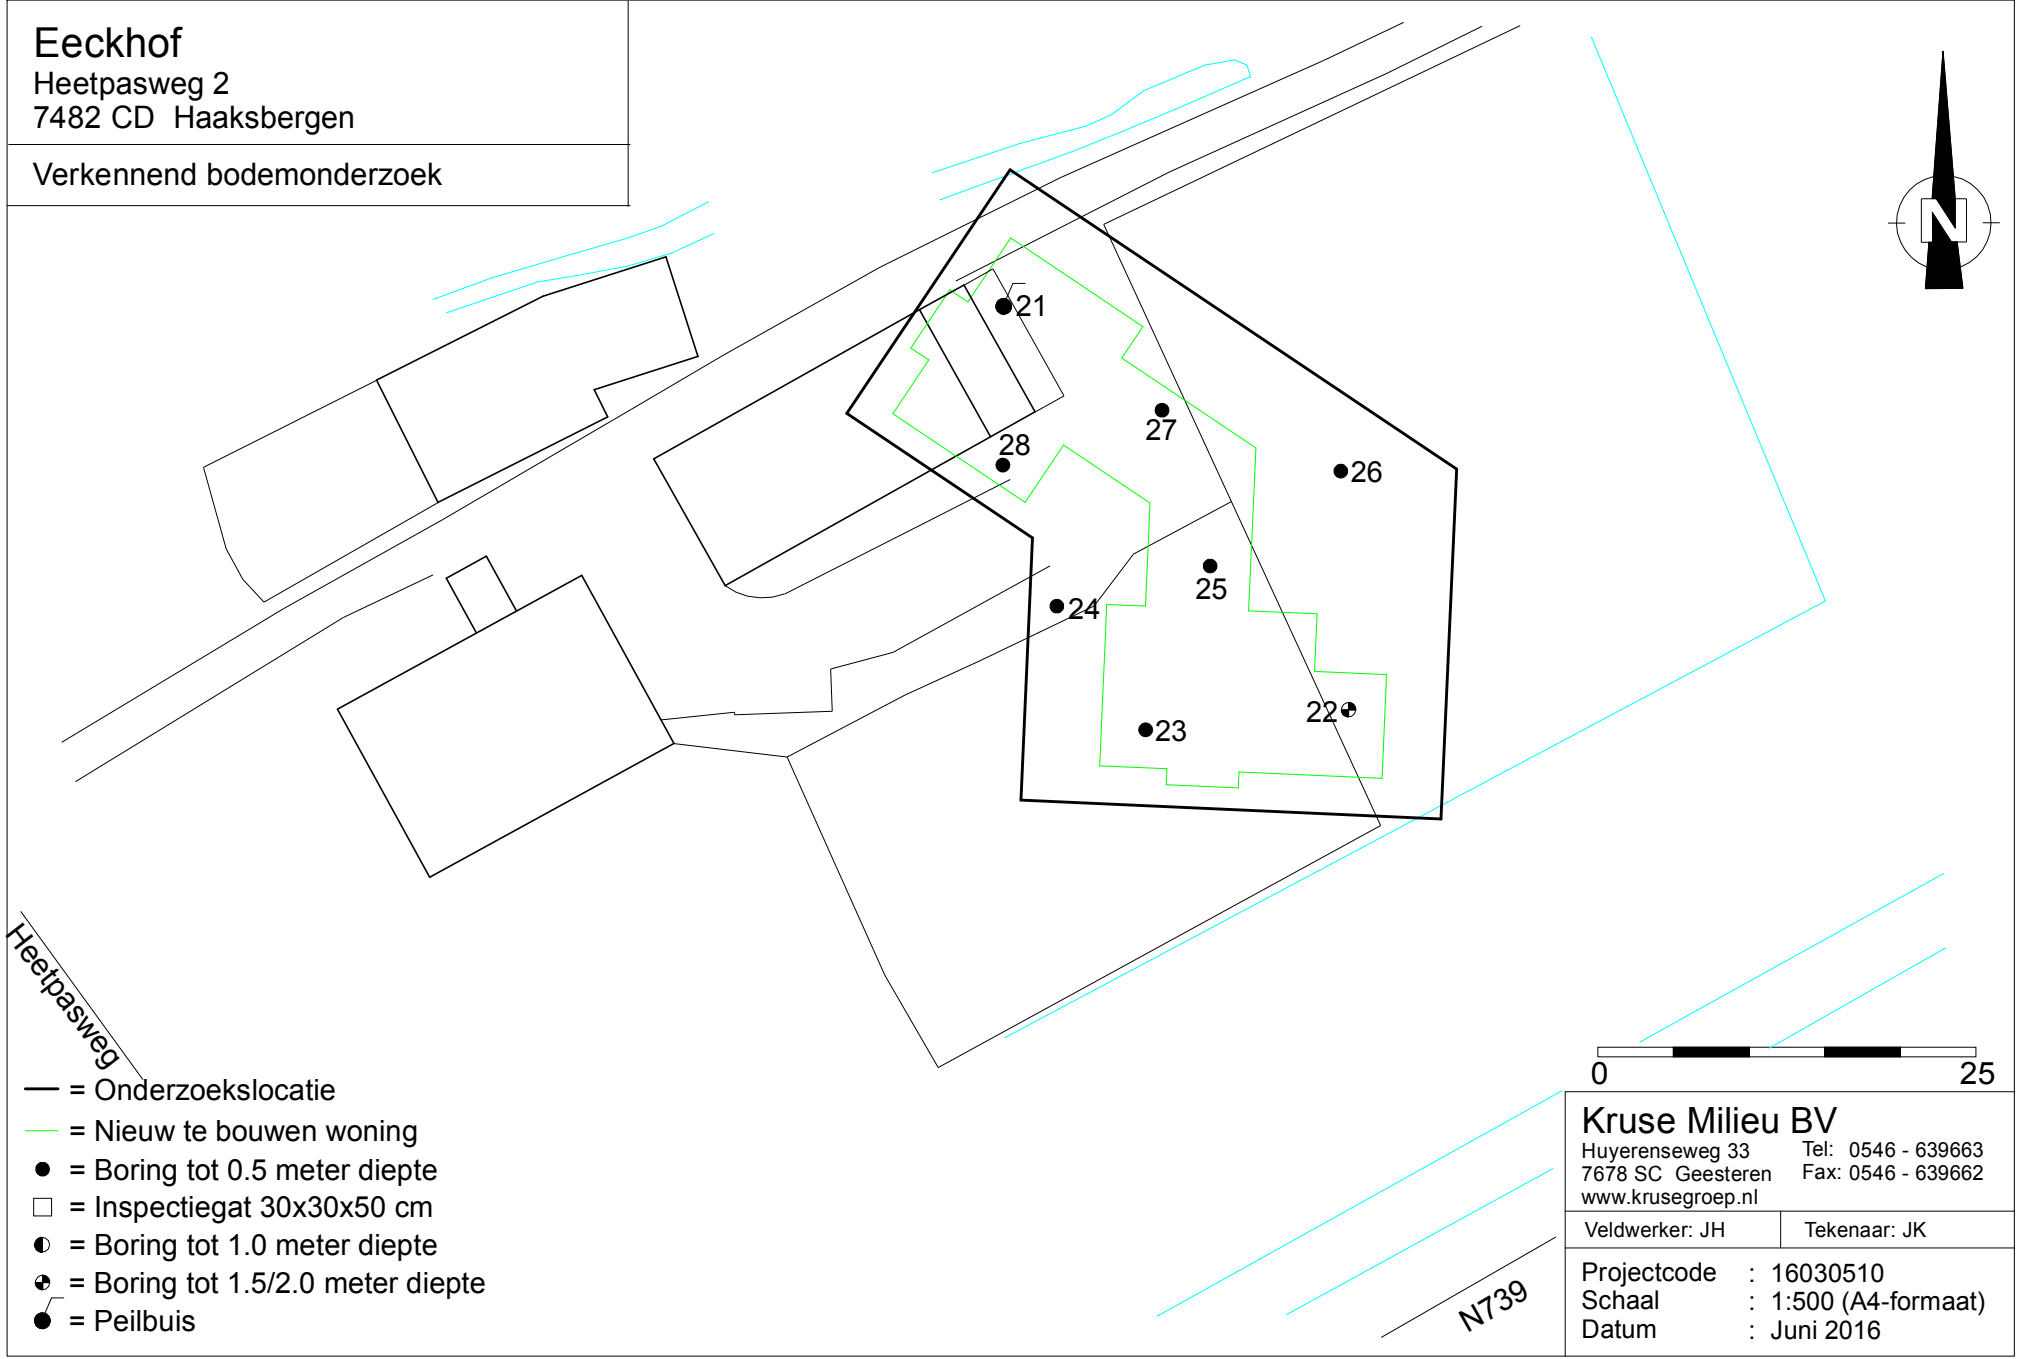 Eeckhof
Heetpasweg 2
7482 CD Haaksbergen
Verkennend bodemonderzoek
N
21
27
28
26
25
24
22
23
Heetpasweg
= Onderzoekslocatie
= Nieuw te bouwen woning
= Boring tot 0.5 meter diepte
= Inspectiegat 30x30x50 cm
= Boring tot 1.0 meter diepte
= Boring tot 1.5/2.0 meter diepte
= Peilbuis
N739
0 25
Kruse Milieu BV
Huyerenseweg 33 Tel: 0546 - 639663
7678 SC Geesteren Fax: 0546 - 639662
www.krusegroep.nl
Veldwerker: JH Tekenaar: JK
Projectcode : 16030510
Schaal : 1:500 (A4-formaat)
Datum : Juni 2016